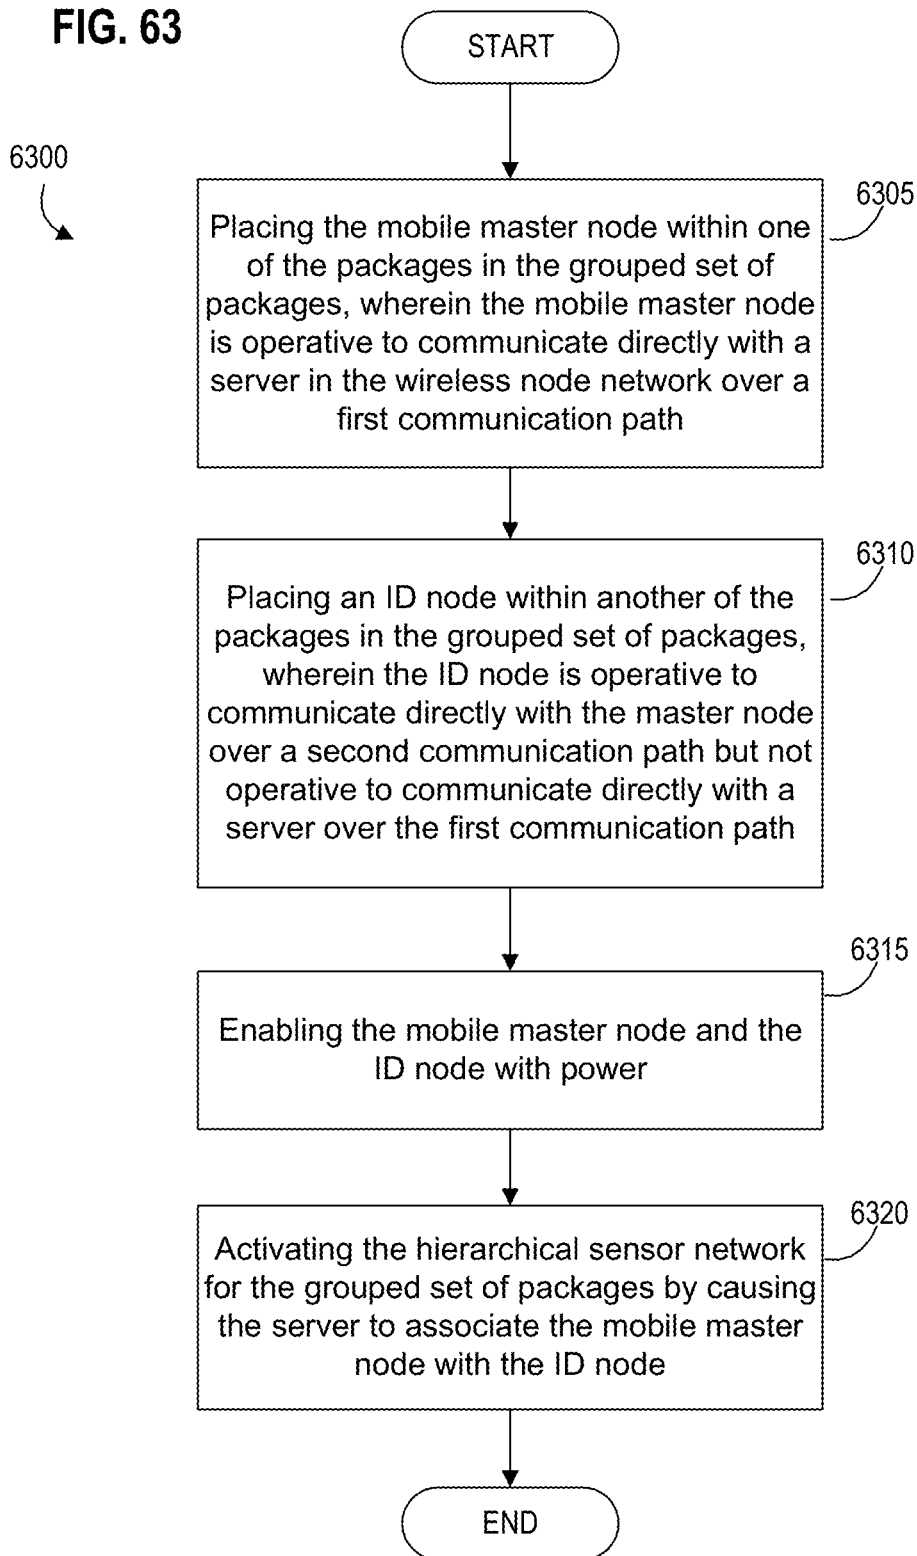 FIG. 63
START
6300
6305
Placing the mobile master node within one
of the packages in the grouped set of
packages, wherein the mobile master node
is operative to communicate directly with a
server in the wireless node network over a
first communication path
6310
Placing an ID node within another of the
packages in the grouped set of packages,
wherein the ID node is operative to
communicate directly with the master node
over a second communication path but not
operative to communicate directly with a
server over the first communication path
6315
Enabling the mobile master node and the
ID node with power
6320
Activating the hierarchical sensor network
for the grouped set of packages by causing
the server to associate the mobile master
node with the ID node
END